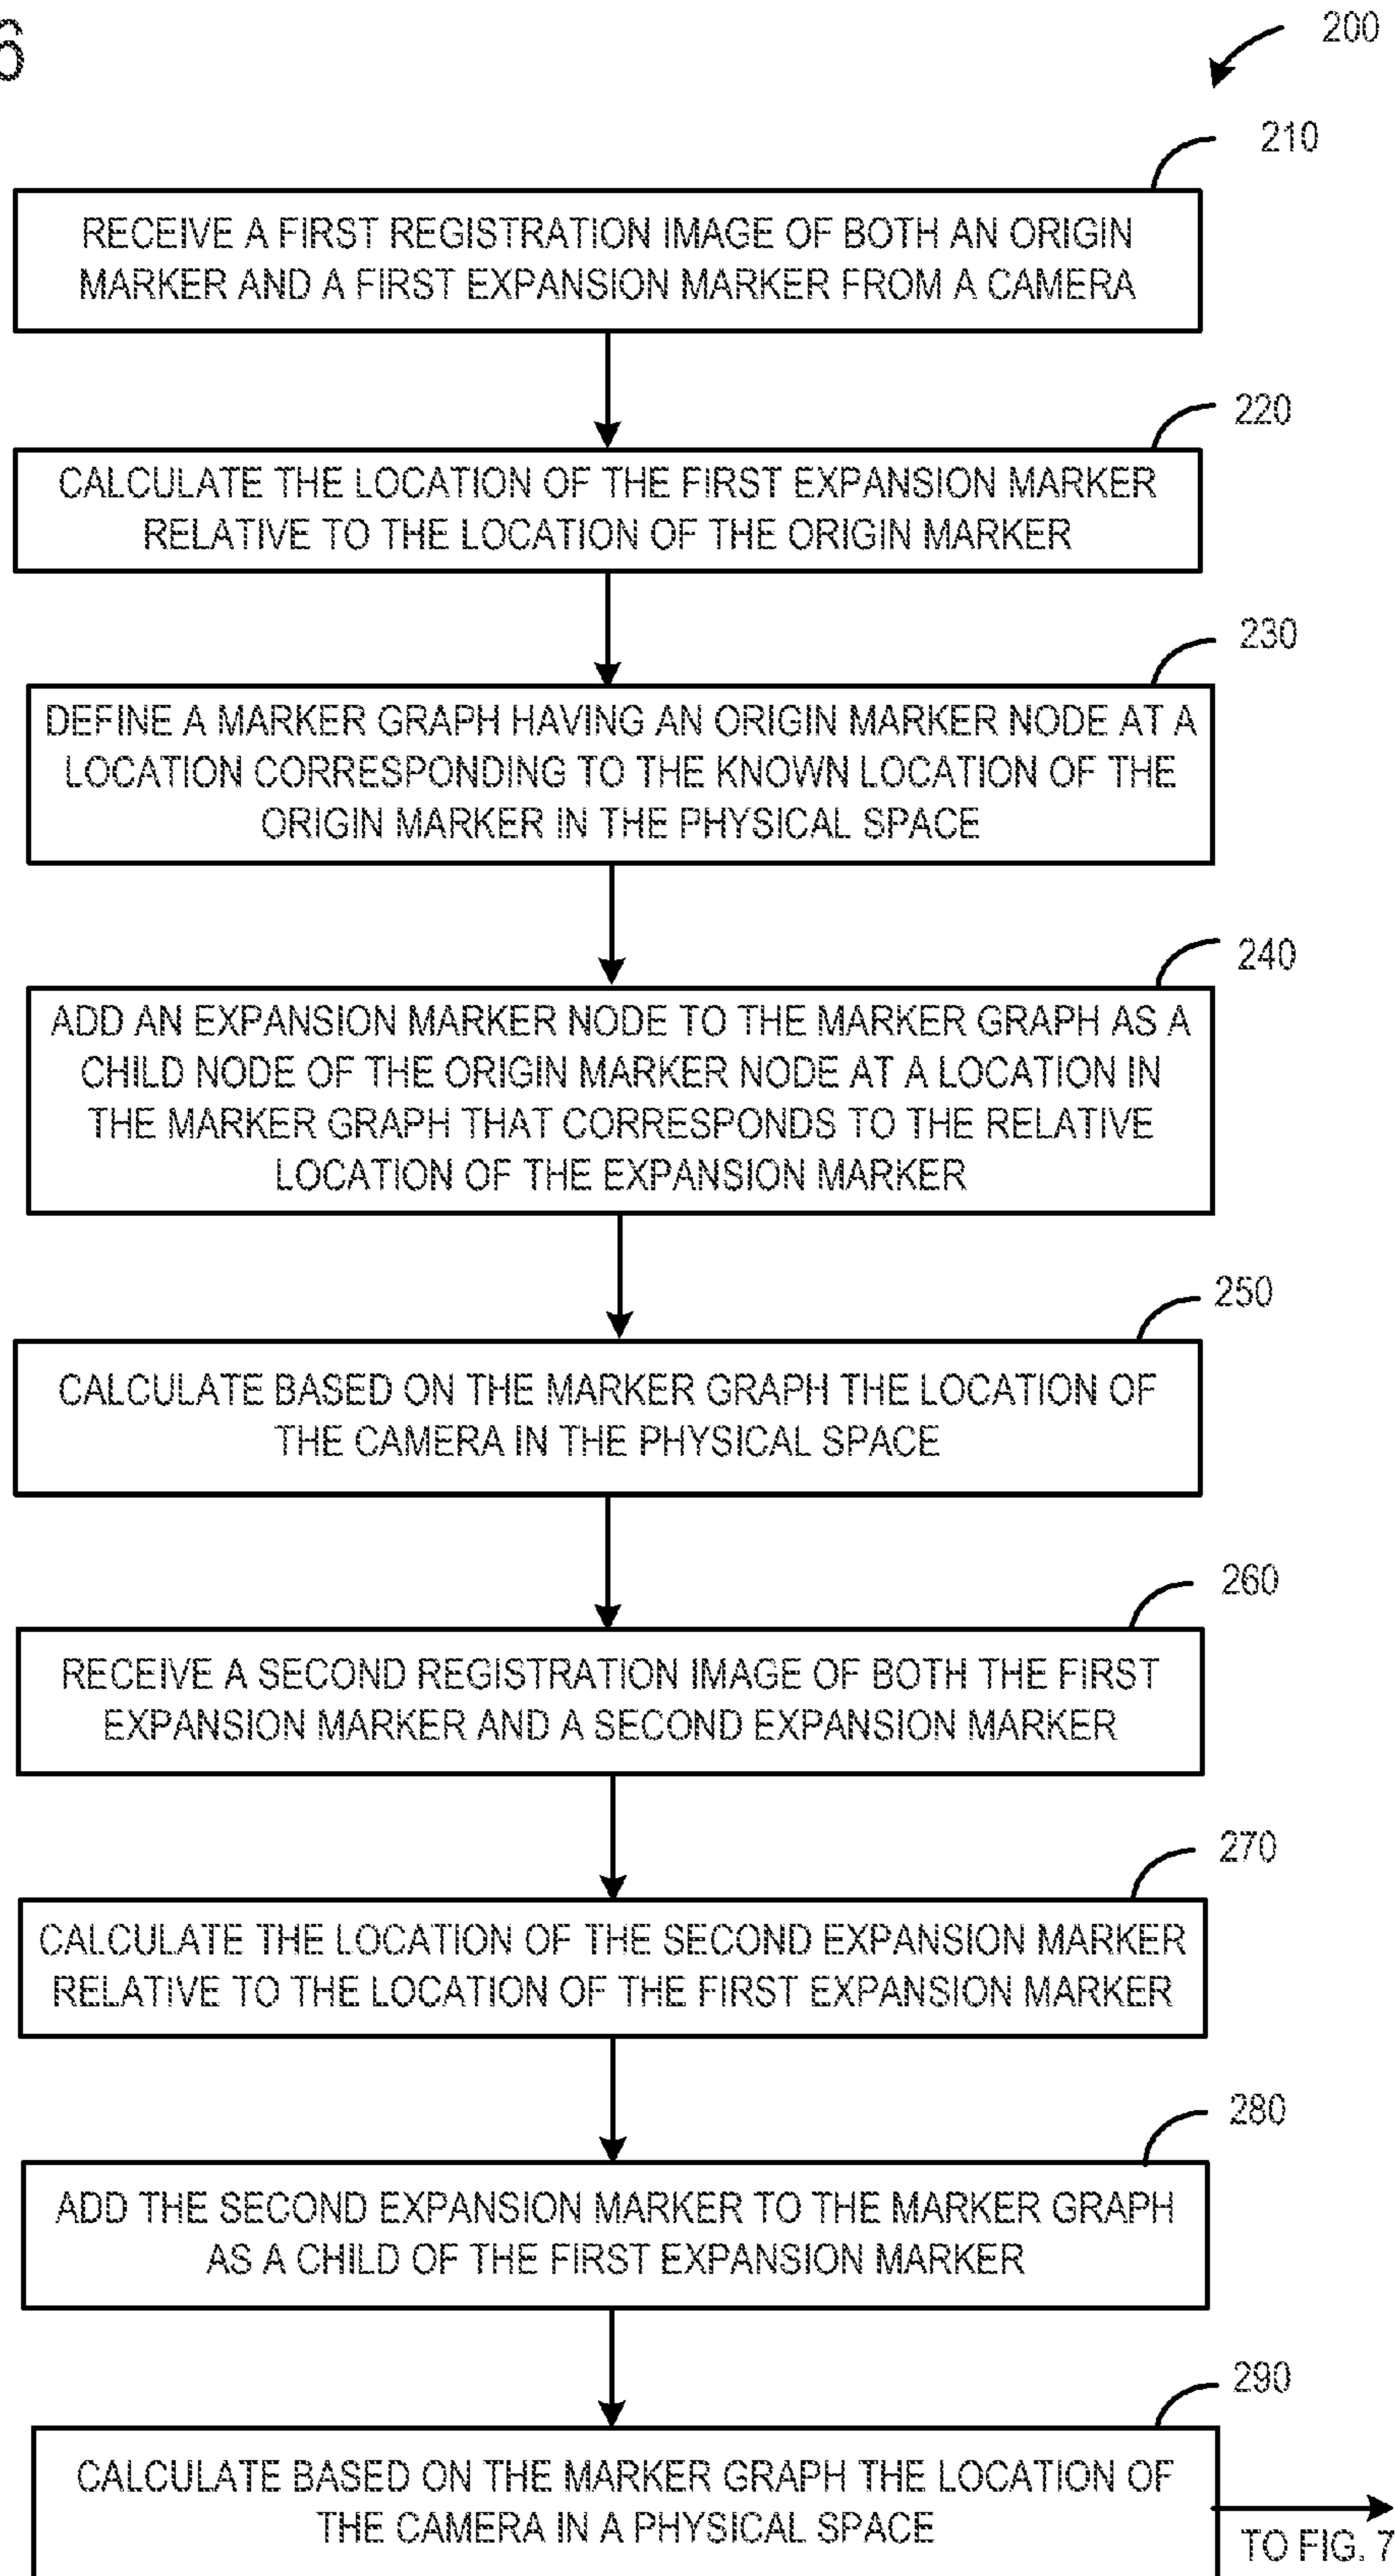 6
200
210
RECEIVE A FIRST REGISTRATION IMAGE OF BOTH AN ORIGIN
MARKER AND A FIRST EXPANSION MARKER FROM A CAMERA
220
CALCULATE THE LOCATION OF THE FIRST EXPANSION MARKER
RELATIVE TO THE LOCATION OF THE ORIGIN MARKER
230
DEFINE A MARKER GRAPH HAVING AN ORIGIN MARKER NODE AT A
LOCATION CORRESPONDING TO THE KNOWN LOCATION OF THE
ORIGIN MARKER IN THE PHYSICAL SPACE
240
ADD AN EXPANSION MARKER NODE TO THE MARKER GRAPH AS A
CHILD NODE OF THE ORIGIN MARKER NODE AT A LOCATION IN
THE MARKER GRAPH THAT CORRESPONDS TO THE RELATIVE
LOCATION OF THE EXPANSION MARKER
250
CALCULATE BASED ON THE MARKER GRAPH THE LOCATION OF
THE CAMERA IN THE PHYSICAL SPACE
260
RECEIVE A SECOND REGISTRATION IMAGE OF BOTH THE FIRST
EXPANSION MARKER AND A SECOND EXPANSION MARKER
270
CALCULATE THE LOCATION OF THE SECOND EXPANSION MARKER
RELATIVE TO THE LOCATION OF THE FIRST EXPANSION MARKER
280
ADD THE SECOND EXPANSION MARKER TO THE MARKER GRAPH
AS A CHILD OF THE FIRST EXPANSION MARKER
290
CALCULATE BASED ON THE MARKER GRAPH THE LOCATION OF
THE CAMERA IN A PHYSICAL SPACE
TO FIG. 7